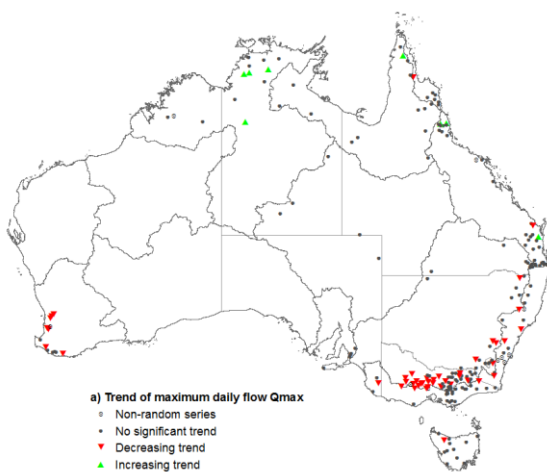 a) Trend of maximum daily flow Qmax
Non-random series
No significant trend
Decreasing trend
Increasing trend